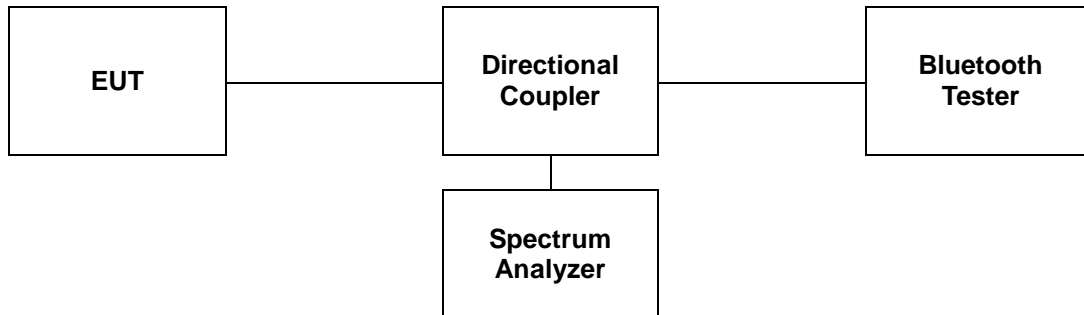 EUT
Directional
Coupler
Bluetooth
Tester
Spectrum
Analyzer